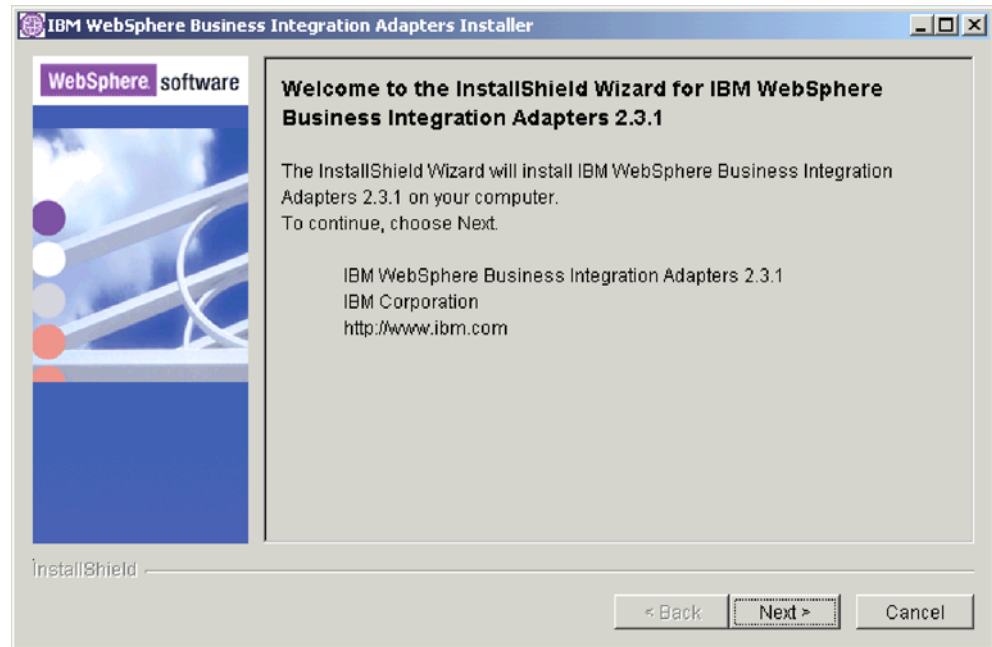 IBM WebSphere Business Integration Adapters Installer
WebSphere. software
Welcome to the InstallShield Wizard for IBM WebSphere
Business Integration Adapters 2.3.1
The InstallShield Wizard will install IBM WebSphere Business Integration
Adapters 2.3.1 on your computer.
To continue, choose Next.
IBM WebSphere Business Integration Adapters 2.3.1
IBM Corporation
http://www.ibm.com
InstallShield
< Back
Next >
Cancel